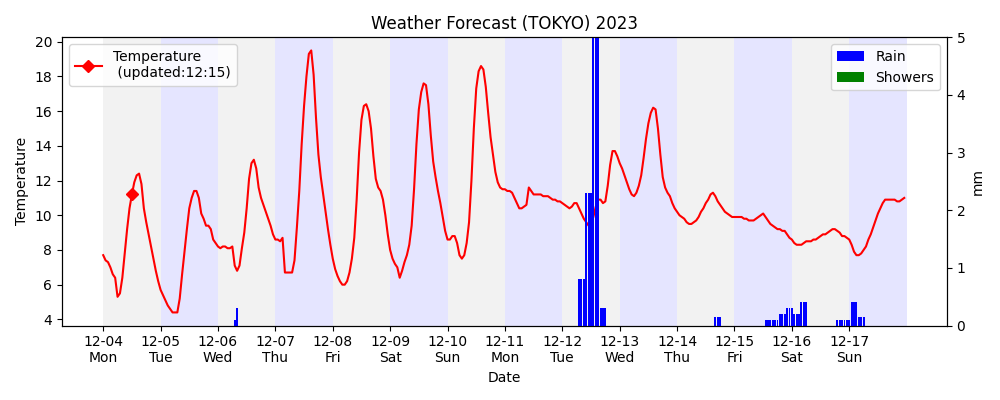 Weather Forecast (TOKYO) 2023
Temperature
(updated:12:15)
Rain
Showers
Temperature
20
18
16
14
12
10
8
6
4
5
4
3
2
1
0
mm
12-04 12-05 12-06 12-07 12-08 12-09 12-10 12-11 12-12 12-13 12-14 12-15 12-16 12-17
Mon Tue Wed Thu Fri Sat Sun Mon Tue Wed Thu Fri Sat Sun
Date